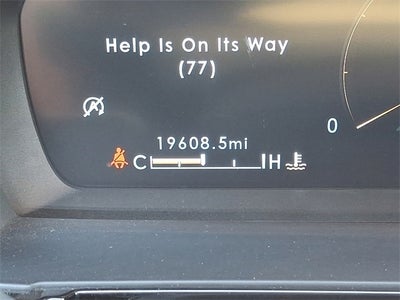 Help Is On Its Way
(77)
A
0
19608.5mi
C H